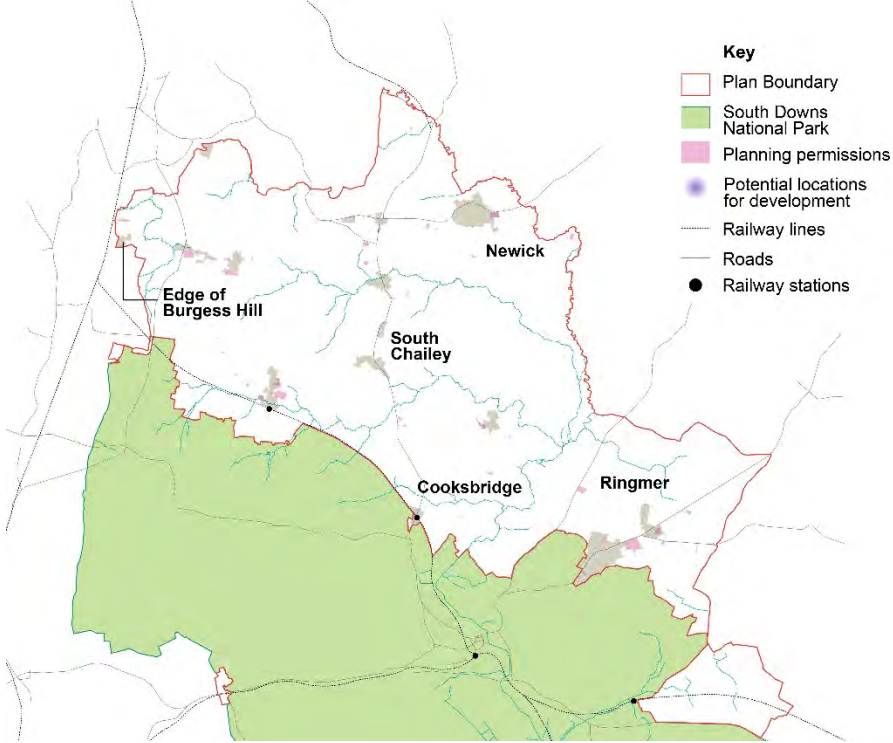 Key
Plan Boundary
South Downs
National Park
Planning permissions
Potential locations
for development
Railway lines
Roads
Railway stations
Newick
Edge of
Burgess Hill
South
Chailey
Cooksbridge
Ringmer